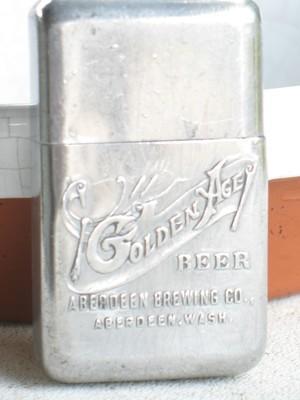 GOLDEN AGE
BEER
ABERDEEN BREWING CO.,
ABERDEEN, WASH.